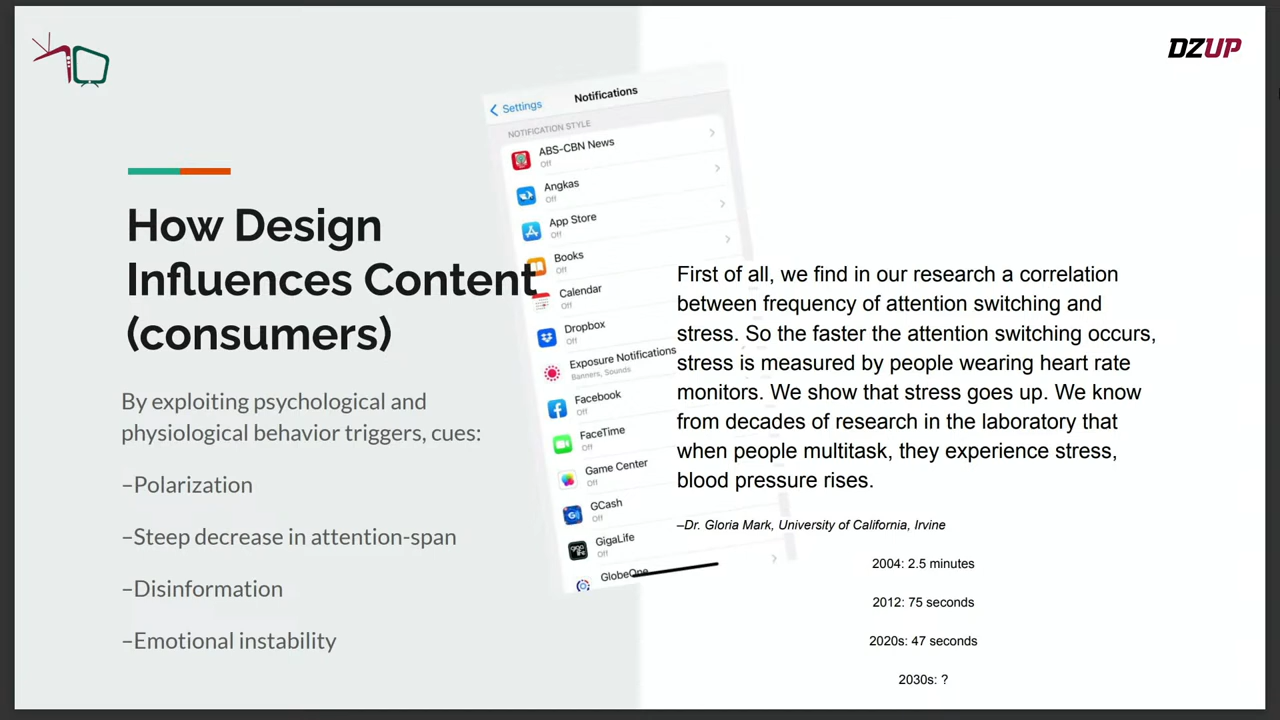 DZUP
How Design
Influences Content
(consumers)
By exploiting psychological and
physiological behavior triggers, cues:
–Polarization
–Steep decrease in attention-span
–Disinformation
–Emotional instability
Settings
Notifications
NOTIFICATION STYLE
ABS-CBN News
Off
Angkas
Off
App Store
Off
Books
Off
Calendar
Off
Dropbox
Off
Exposure Notifications
Banners, Sounds
Facebook
Off
FaceTime
Off
Game Center
Off
GCash
Off
GigaLife
Off
GlobeOne
First of all, we find in our research a correlation
between frequency of attention switching and
stress. So the faster the attention switching occurs,
stress is measured by people wearing heart rate
monitors. We show that stress goes up. We know
from decades of research in the laboratory that
when people multitask, they experience stress,
blood pressure rises.
–Dr. Gloria Mark, University of California, Irvine
2004: 2.5 minutes
2012: 75 seconds
2020s: 47 seconds
2030s: ?